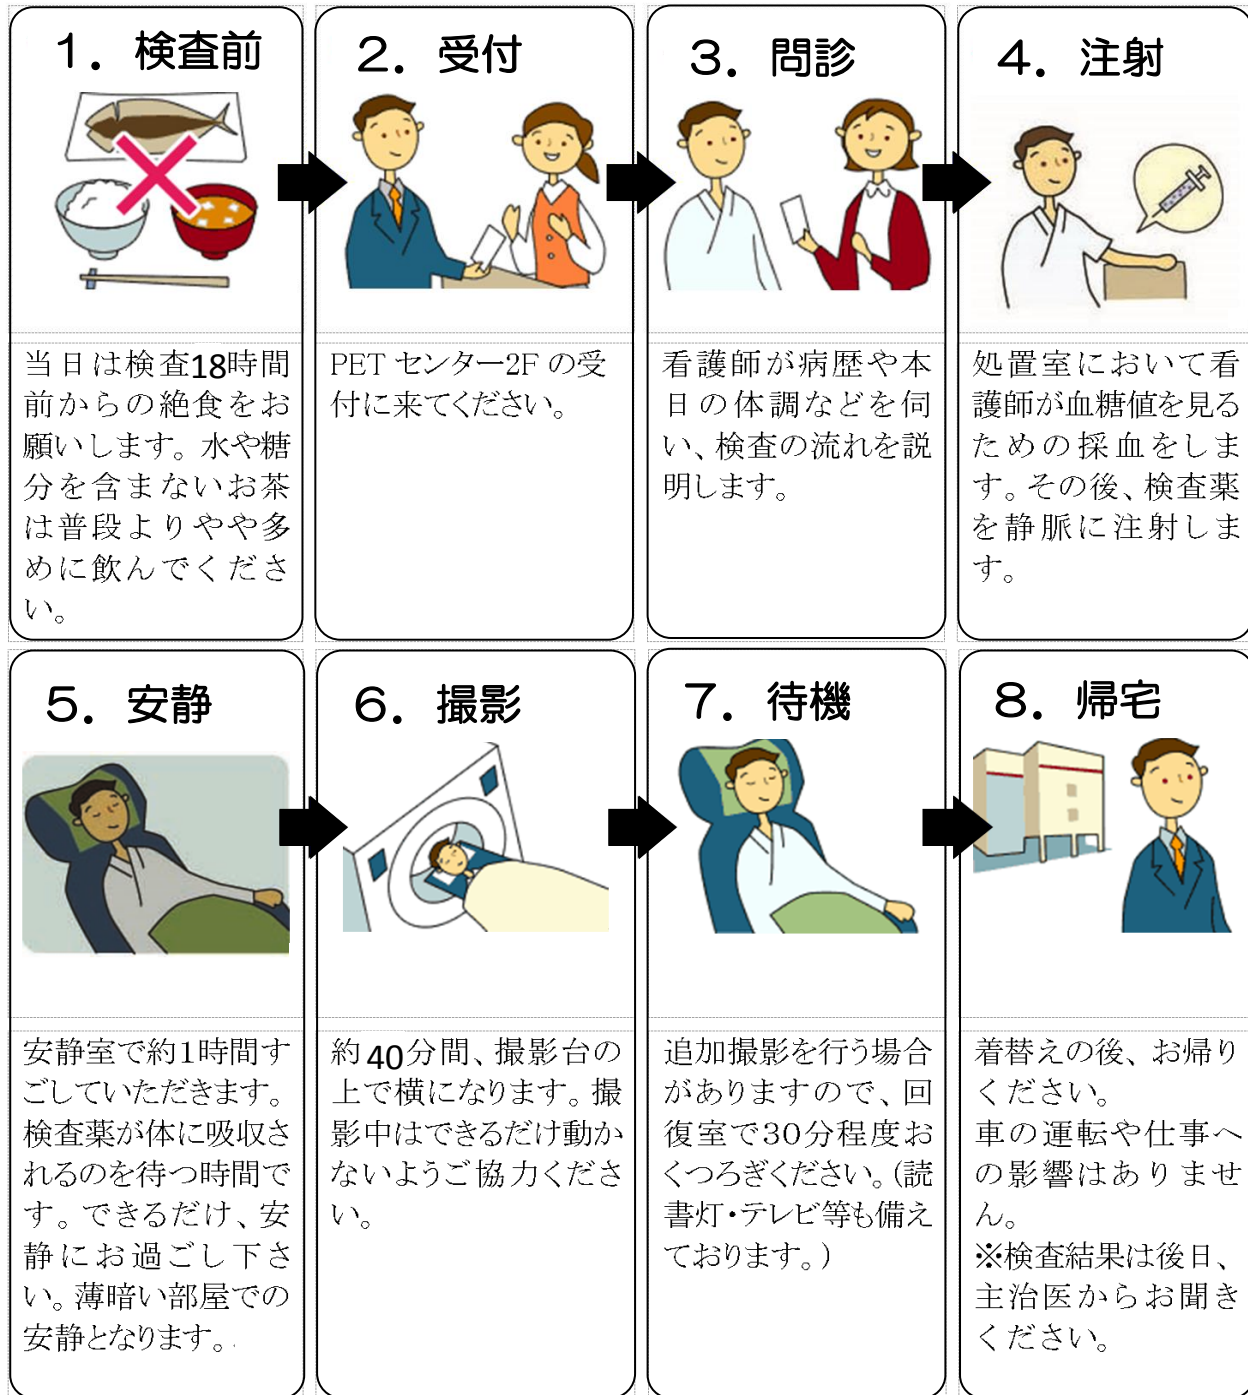 1. 検査前
当日は検査18時間
前からの絶食をお
願いします。水や糖
分を含まないお茶
は普段よりやや多
めに飲んでくださ
い。
2. 受付
PET センター2F の受
付に来てください。
3. 問診
看護師が病歴や本
日の体調などを伺
い、検査の流れを説
明します。
4. 注射
処置室において看
護師が血糖値を見る
ための採血をしま
す。その後、検査薬
を静脈に注射しま
す。
5. 安静
安静室で約1時間す
ごしていただきます。
検査薬が体に吸収さ
れるのを待つ時間で
す。できるだけ、安
静にお過ごし下さ
い。薄暗い部屋での
安静となります。
6. 撮影
約40分間、撮影台の
上で横になります。撮
影中はできるだけ動か
ないようご協力くださ
い。
7. 待機
追加撮影を行う場合
がありますので、回
復室で30分程度お
くつろぎください。(読
書灯・テレビ等も備え
ております。)
8. 帰宅
着替えの後、お帰り
ください。
車の運転や仕事へ
の影響はありませ
ん。
※検査結果は後日、
主治医からお聞き
ください。